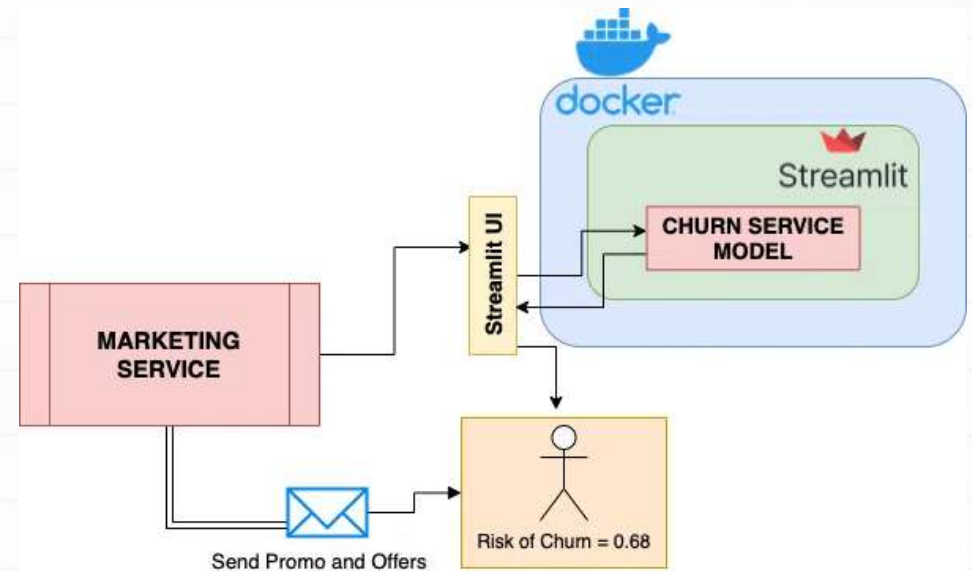 docker
Streamlit
CHURN SERVICE
MODEL
Streamlit UI
MARKETING
SERVICE
Risk of Churn = 0.68
Send Promo and Offers